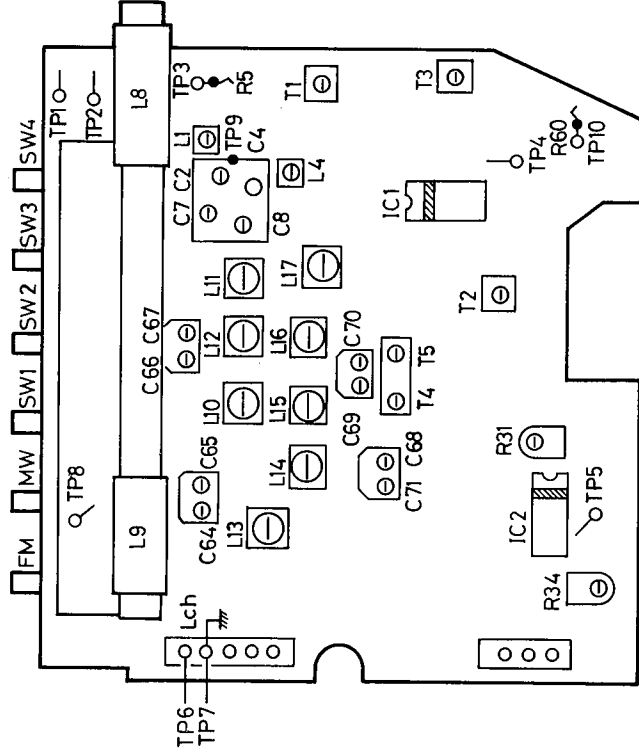 FM
MW
SW1
SW2
SW3
SW4
TP8
TP1
TP2
L9
L8
TP3
R5
Lch
TP6
TP7
C64
C65
C66
C67
C7
C2
L1
TP9
C4
C8
L4
T1
T3
L13
L10
L12
L11
L14
L15
L16
L17
C71
C68
C69
C70
T4
T5
IC1
TP4
R60
TP10
T2
R31
IC2
TP5
R34